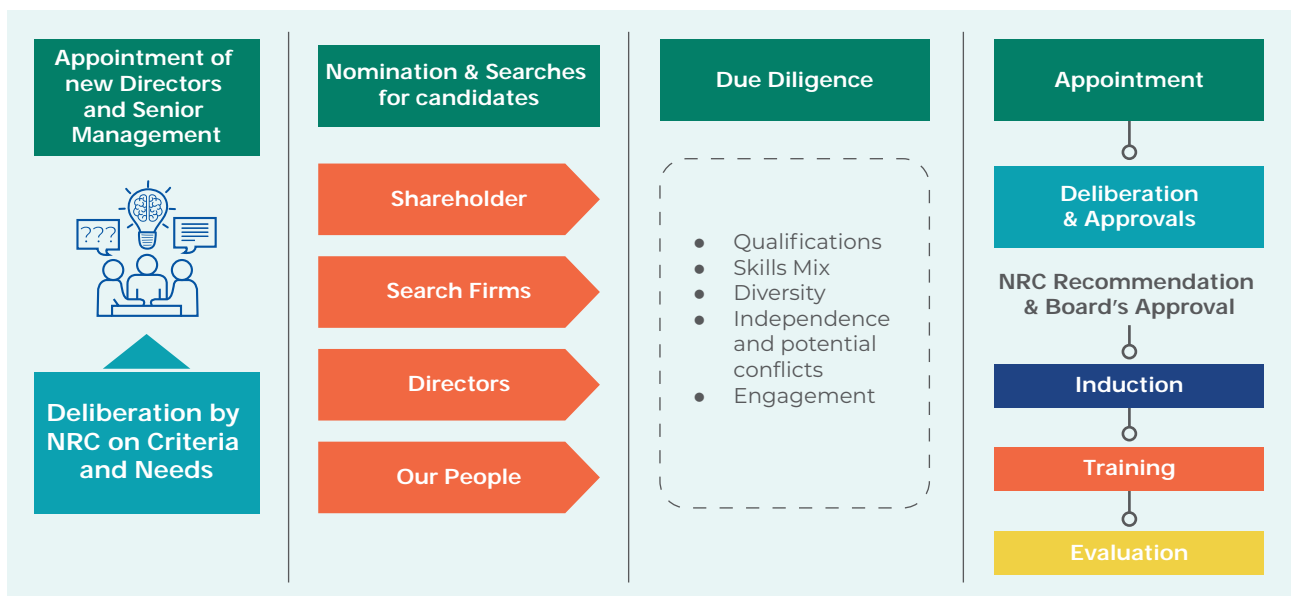 Appointment of
new Directors
and Senior
Management
???
Deliberation by
NRC on Criteria
and Needs
Nomination & Searches
for candidates
Shareholder
Search Firms
Directors
Our People
Due Diligence
● Qualifications
● Skills Mix
● Diversity
● Independence
and potential
conflicts
● Engagement
Appointment
Deliberation
& Approvals
NRC Recommendation
& Board's Approval
Induction
Training
Evaluation